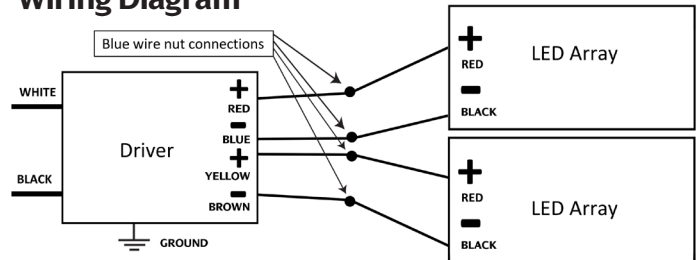 Wiring Diagram
Blue wire nut connections
WHITE
BLACK
Driver
+
RED
-
BLUE
+
YELLOW
-
BROWN
GROUND
+
RED
-
BLACK
LED Array
+
RED
-
BLACK
LED Array